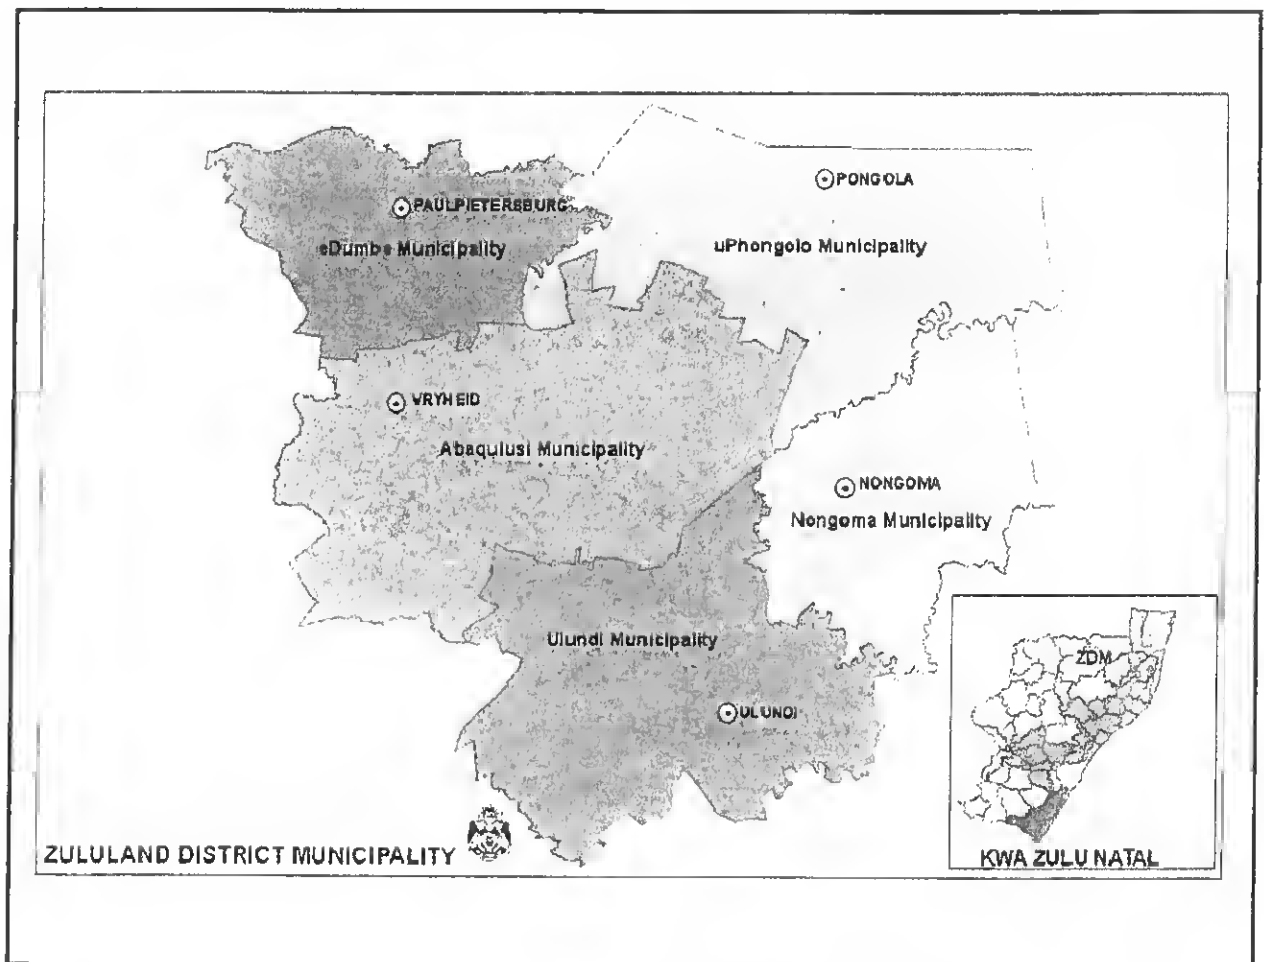 PONGOLA
PAULPIETERSBURG
eDumbe Municipality
uPhongolo Municipality
VRYHEID
Abaqulusi Municipality
NONGOMA
Nongoma Municipality
Ulundi Municipality
ZDM
ULUNDI
ZULULAND DISTRICT MUNICIPALITY
KWA ZULU NATAL